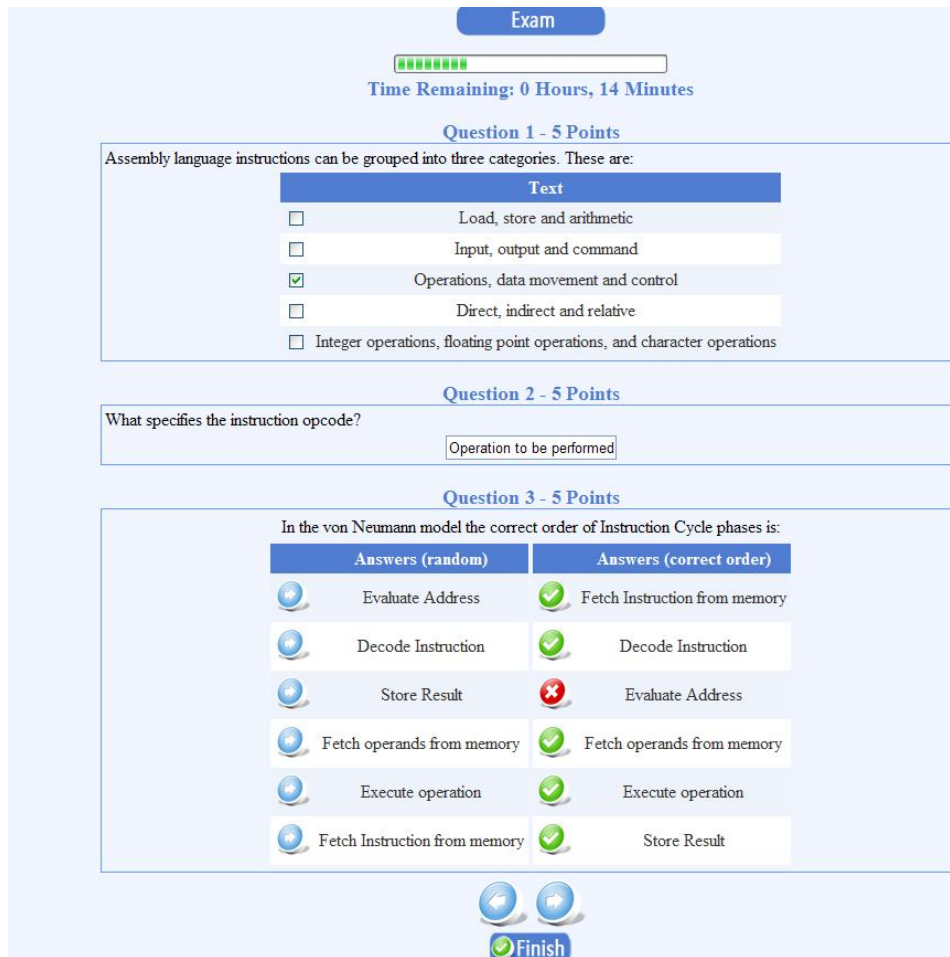 Exam
Time Remaining: 0 Hours, 14 Minutes
Question 1 - 5 Points
Assembly language instructions can be grouped into three categories. These are:
Text
Load, store and arithmetic
Input, output and command
Operations, data movement and control
Direct, indirect and relative
Integer operations, floating point operations, and character operations
Question 2 - 5 Points
What specifies the instruction opcode?
Operation to be performed
Question 3 - 5 Points
In the von Neumann model the correct order of Instruction Cycle phases is:
Answers (random) Answers (correct order)
Evaluate Address Fetch Instruction from memory
Decode Instruction Decode Instruction
Store Result Evaluate Address
Fetch operands from memory Fetch operands from memory
Execute operation Execute operation
Fetch Instruction from memory Store Result
Finish